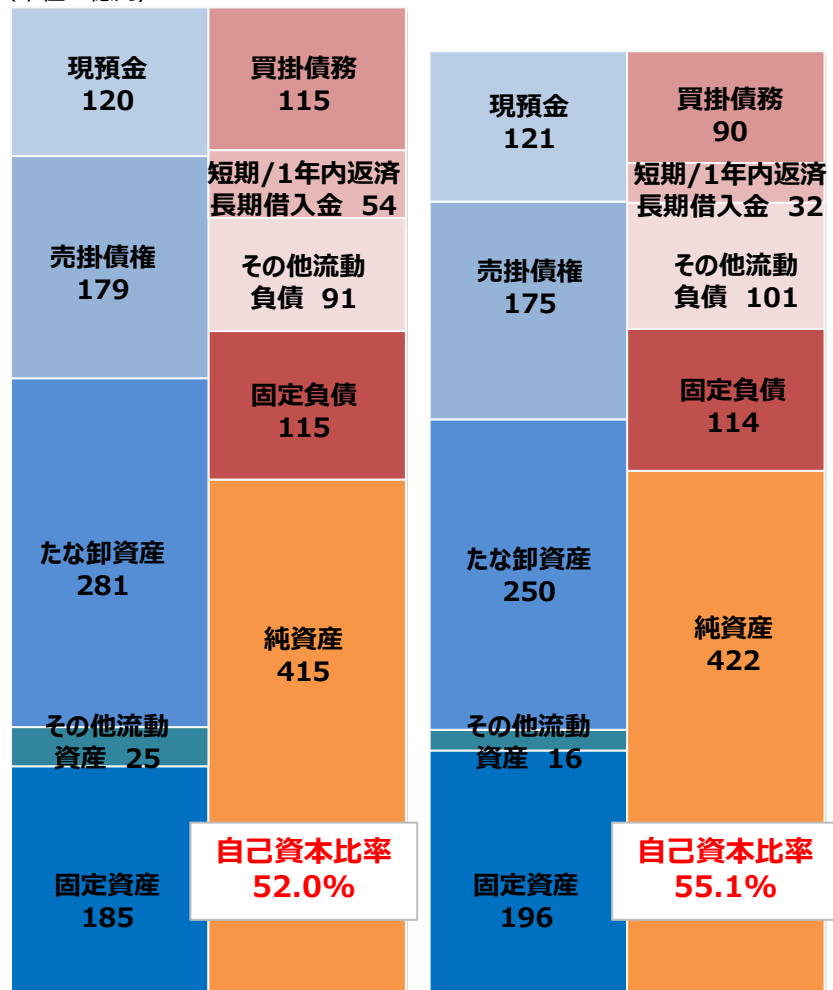 現預金
120
売掛債権
179
たな卸資産
281
その他流動
資産 25
固定資産
185
買掛債務
115
短期/1年内返済
長期借入金 54
その他流動
負債 91
固定負債
115
純資産
415
自己資本比率
52.0%
現預金
121
売掛債権
175
たな卸資産
250
その他流動
資産 16
固定資産
196
買掛債務
90
短期/1年内返済
長期借入金 32
その他流動
負債 101
固定負債
114
純資産
422
自己資本比率
55.1%